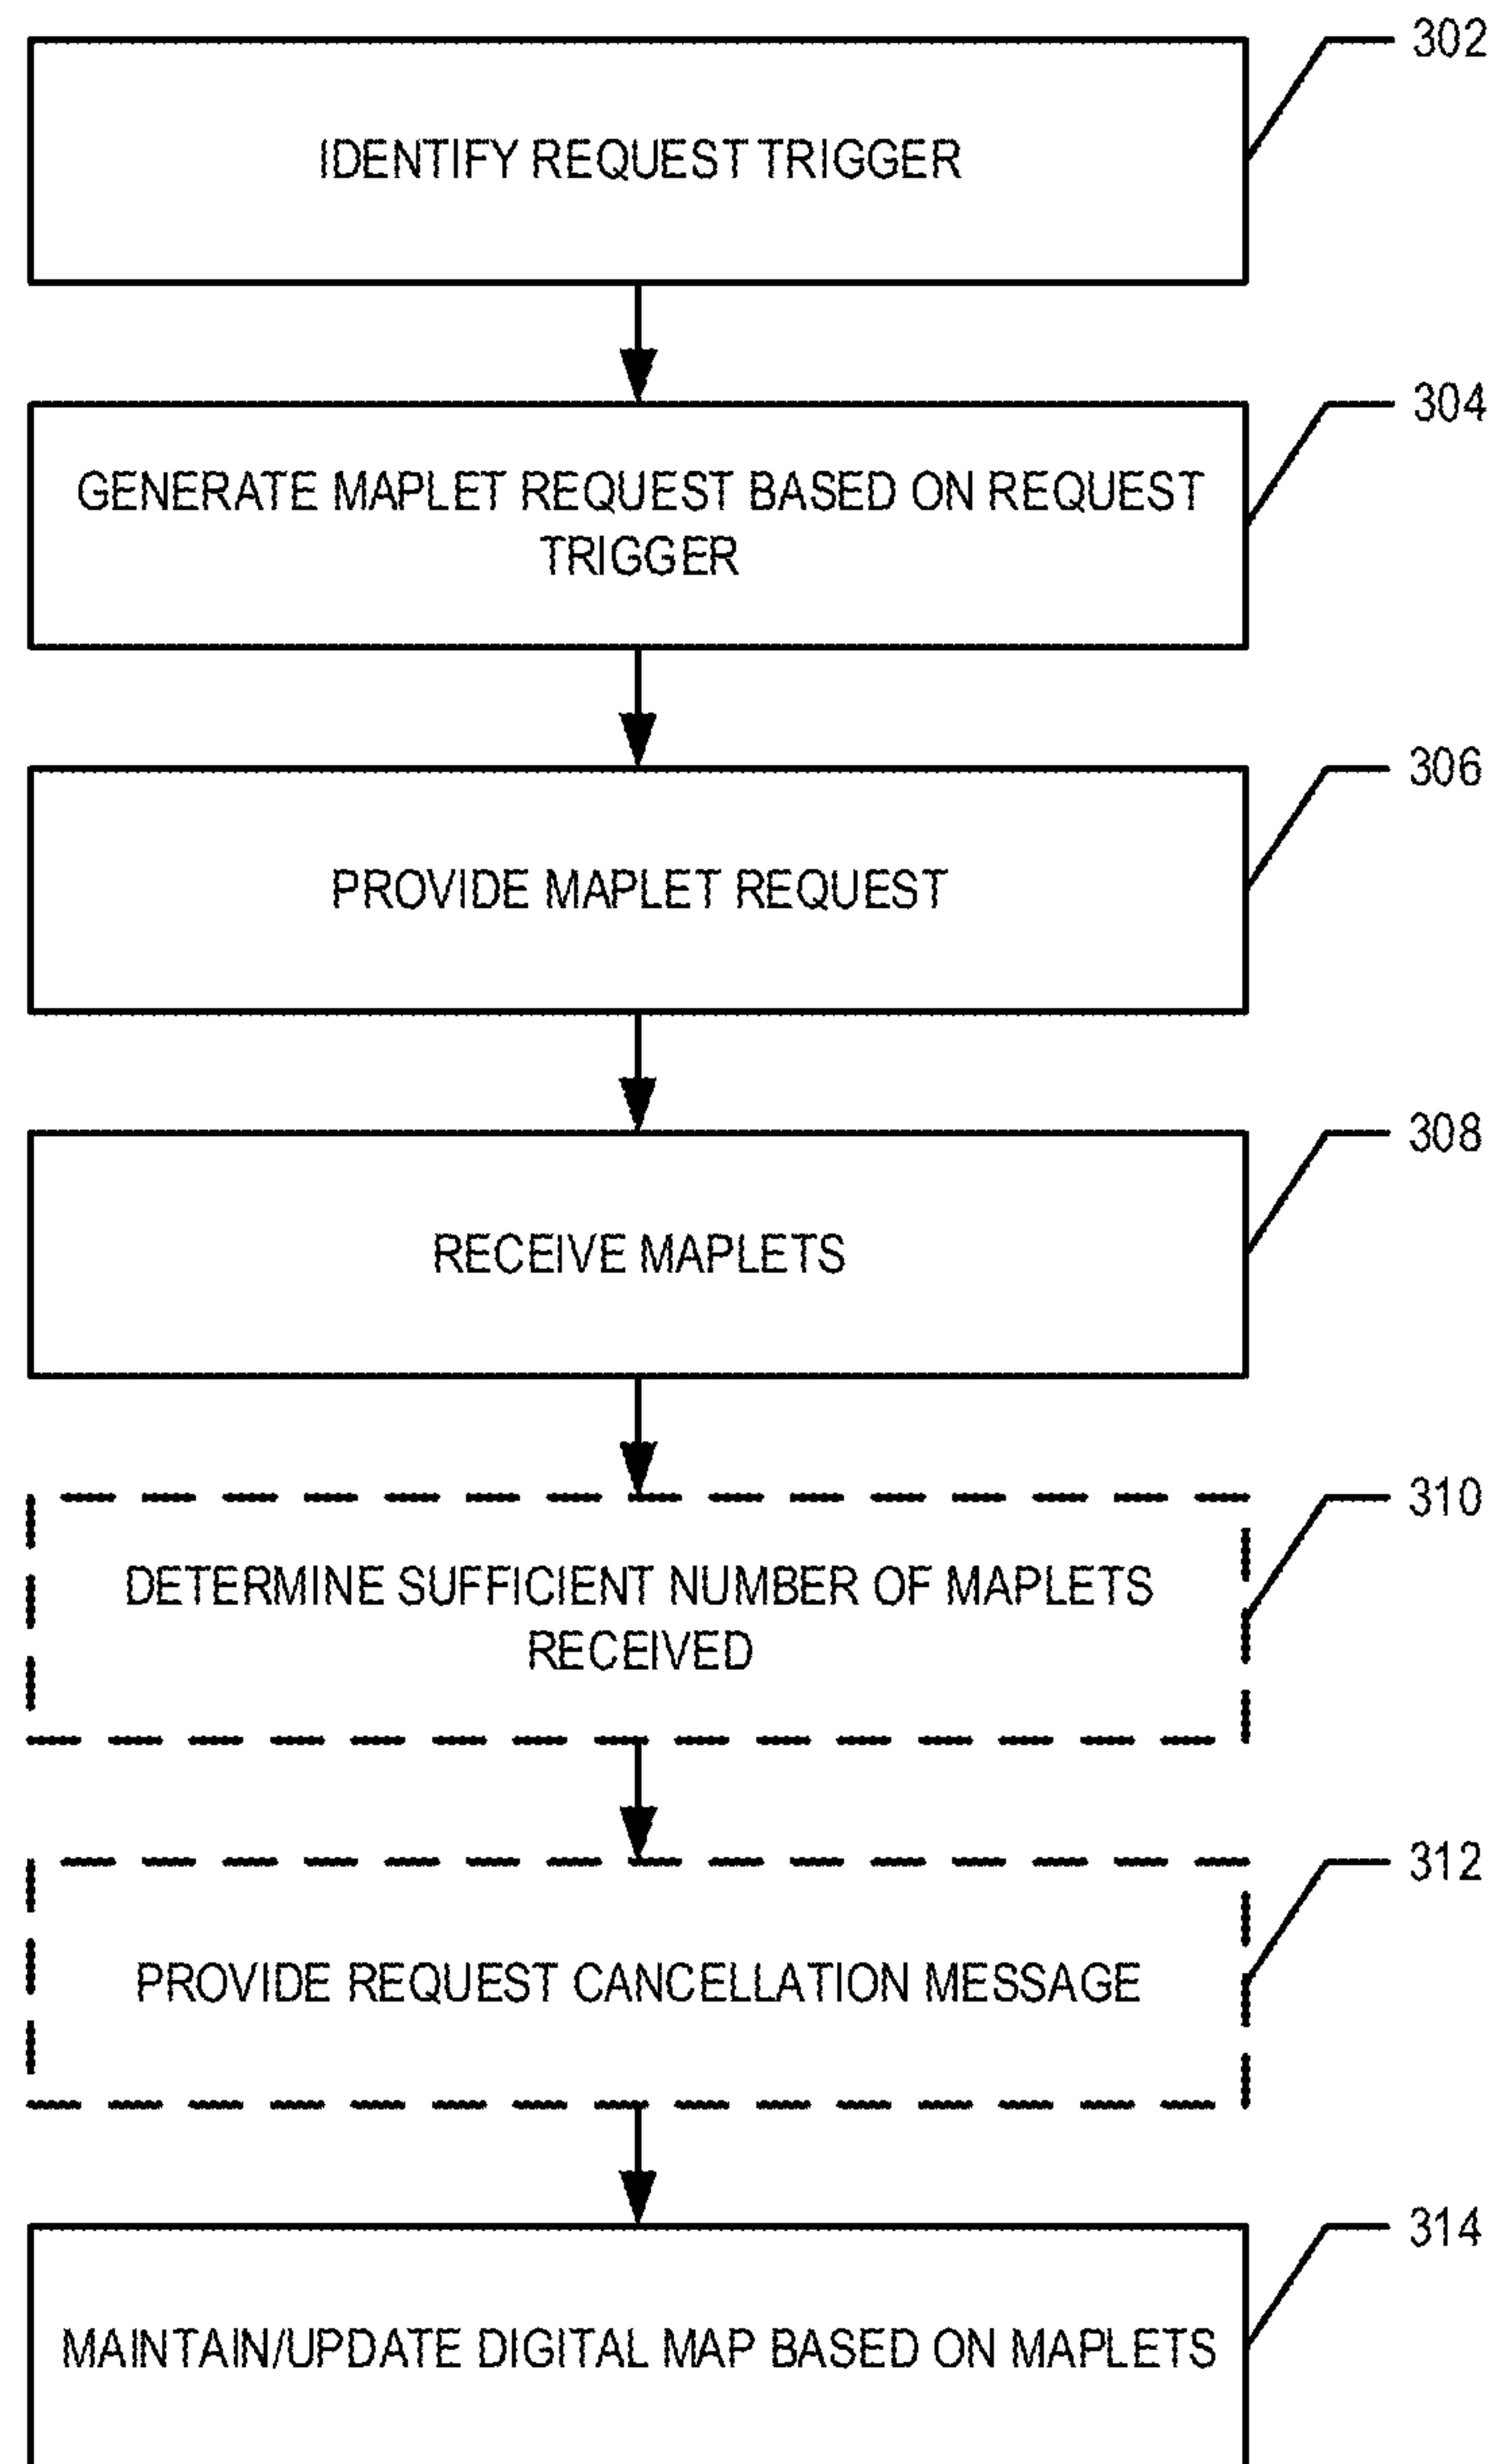 302
IDENTIFY REQUEST TRIGGER
304
GENERATE MAPLET REQUEST BASED ON REQUEST
TRIGGER
306
PROVIDE MAPLET REQUEST
308
RECEIVE MAPLETS
310
DETERMINE SUFFICIENT NUMBER OF MAPLETS
RECEIVED
312
PROVIDE REQUEST CANCELLATION MESSAGE
314
MAINTAIN/UPDATE DIGITAL MAP BASED ON MAPLETS